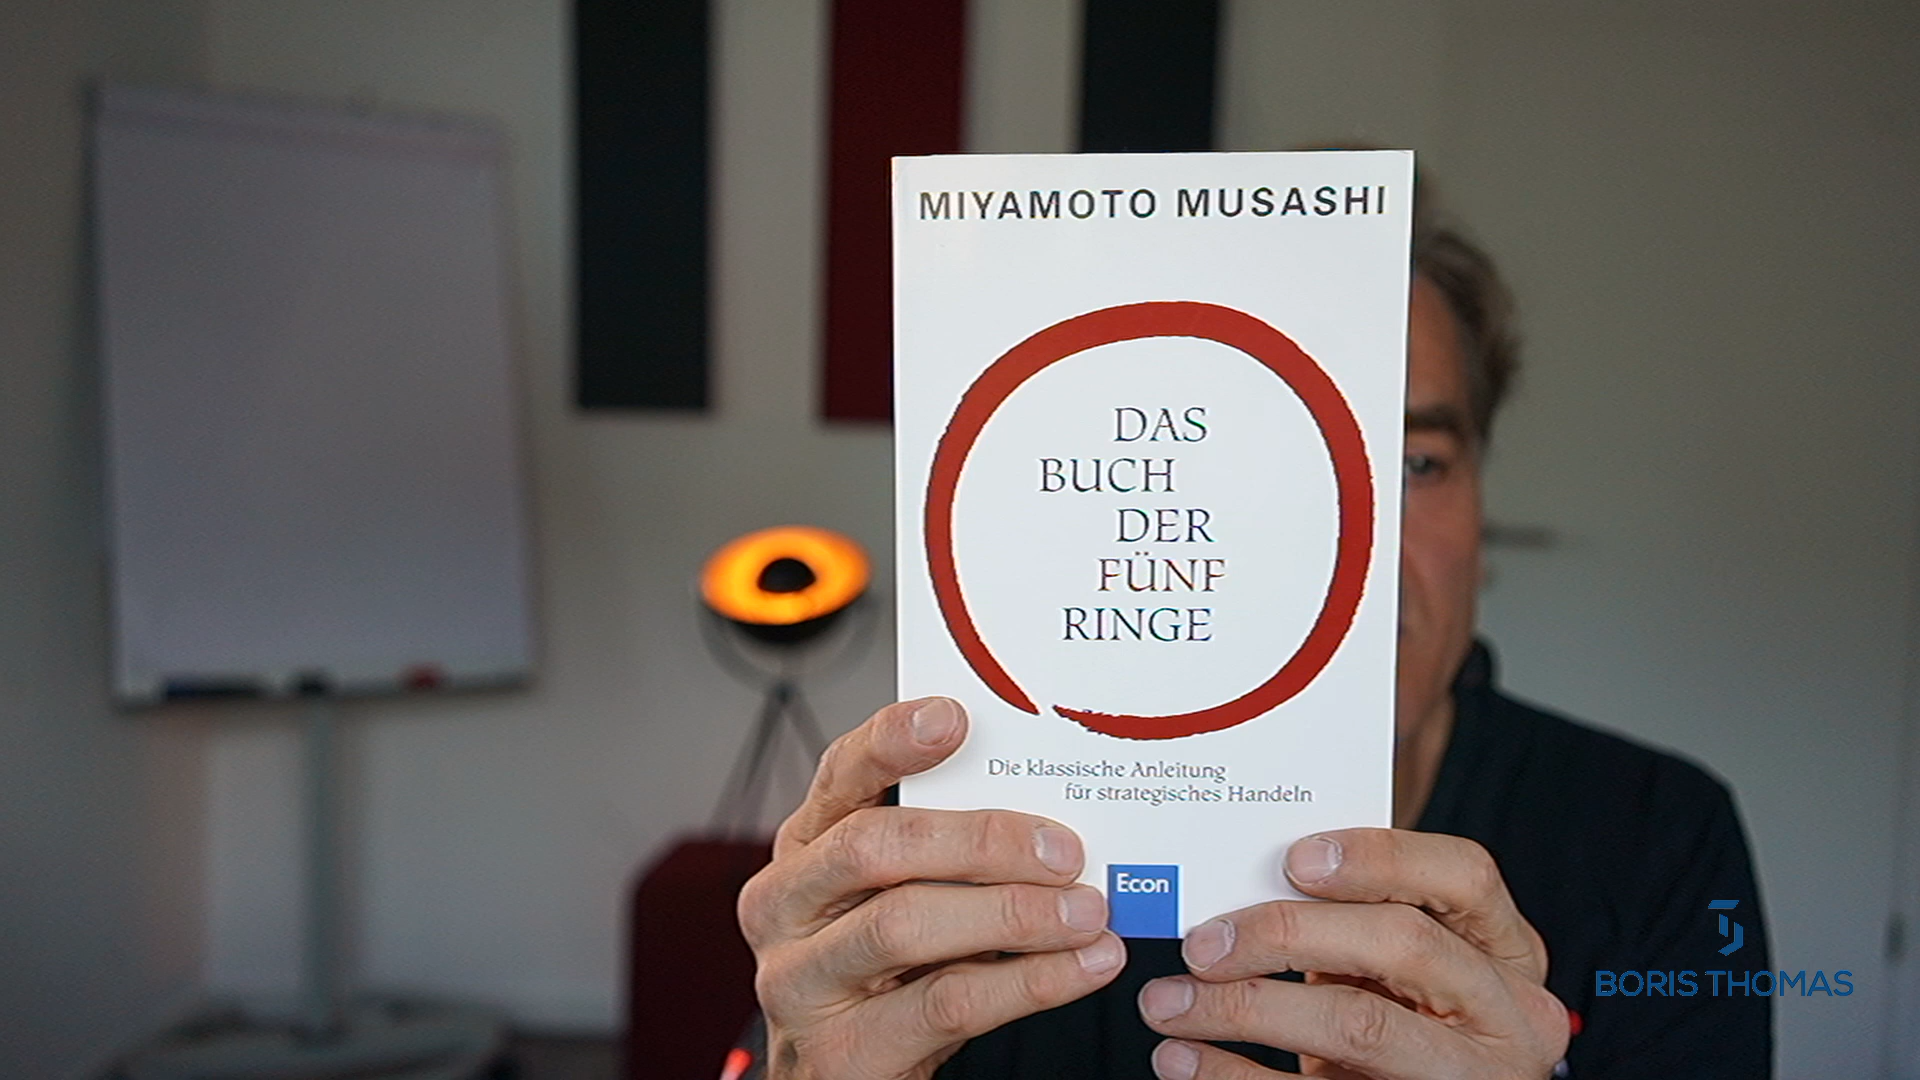 MIYAMOTO MUSASHI
DAS
BUCH
DER
FÜNF
RINGE
Die klassische Anleitung
für strategisches Handeln
Econ
BORIS THOMAS